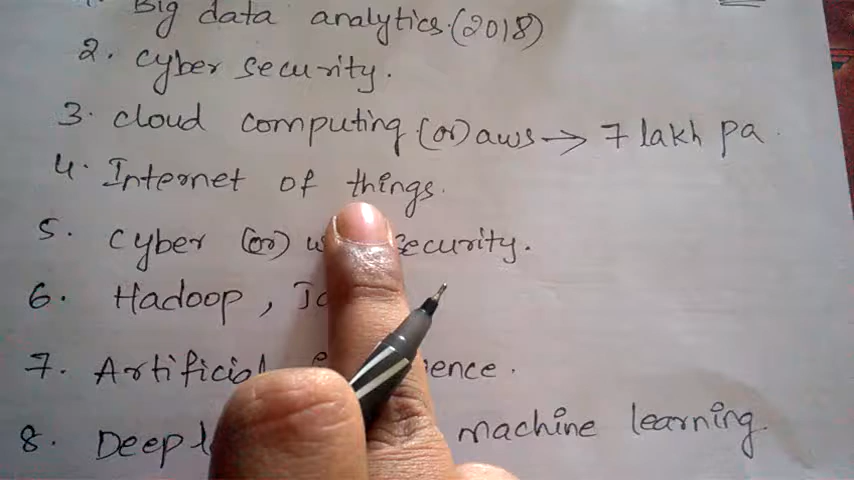 1. Big data analytics.(2018)
2. cyber security.
3. cloud computing (or) aws → 7 lakh pa.
4. Internet of things.
5. cyber (or) security.
6. Hadoop,
7. Artificial
8. Deep machine learning